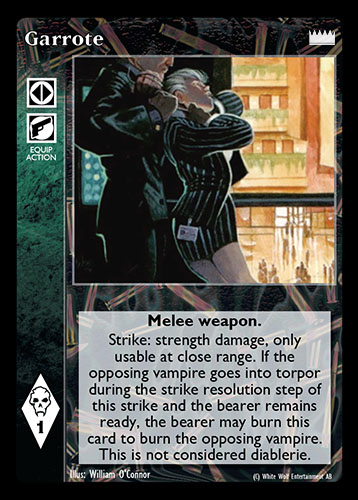 Garrote
EQUIP
ACTION
Melee weapon.
Strike: strength damage, only
usable at close range. If the
opposing vampire goes into torpor
during the strike resolution step of
this strike and the bearer remains
ready, the bearer may burn this
card to burn the opposing vampire.
This is not considered diablerie.
1
Illus: William O'Connor
(C) White Wolf Entertainment AB